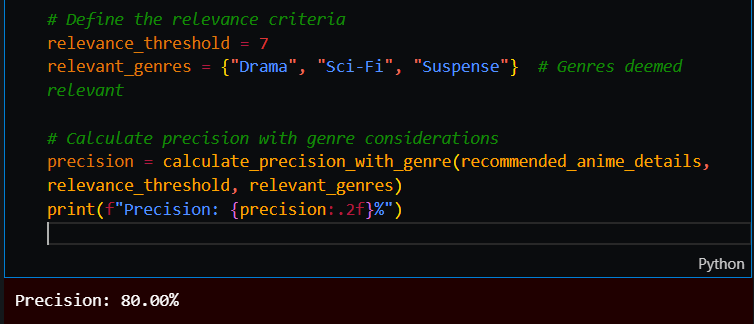 # Define the relevance criteria
relevance_threshold = 7
relevant_genres = {"Drama", "Sci-Fi", "Suspense"}  # Genres deemed
relevant
# Calculate precision with genre considerations
precision = calculate_precision_with_genre(recommended_anime_details,
relevance_threshold, relevant_genres)
print(f"Precision: {precision:.2f}%")
Python
Precision: 80.00%